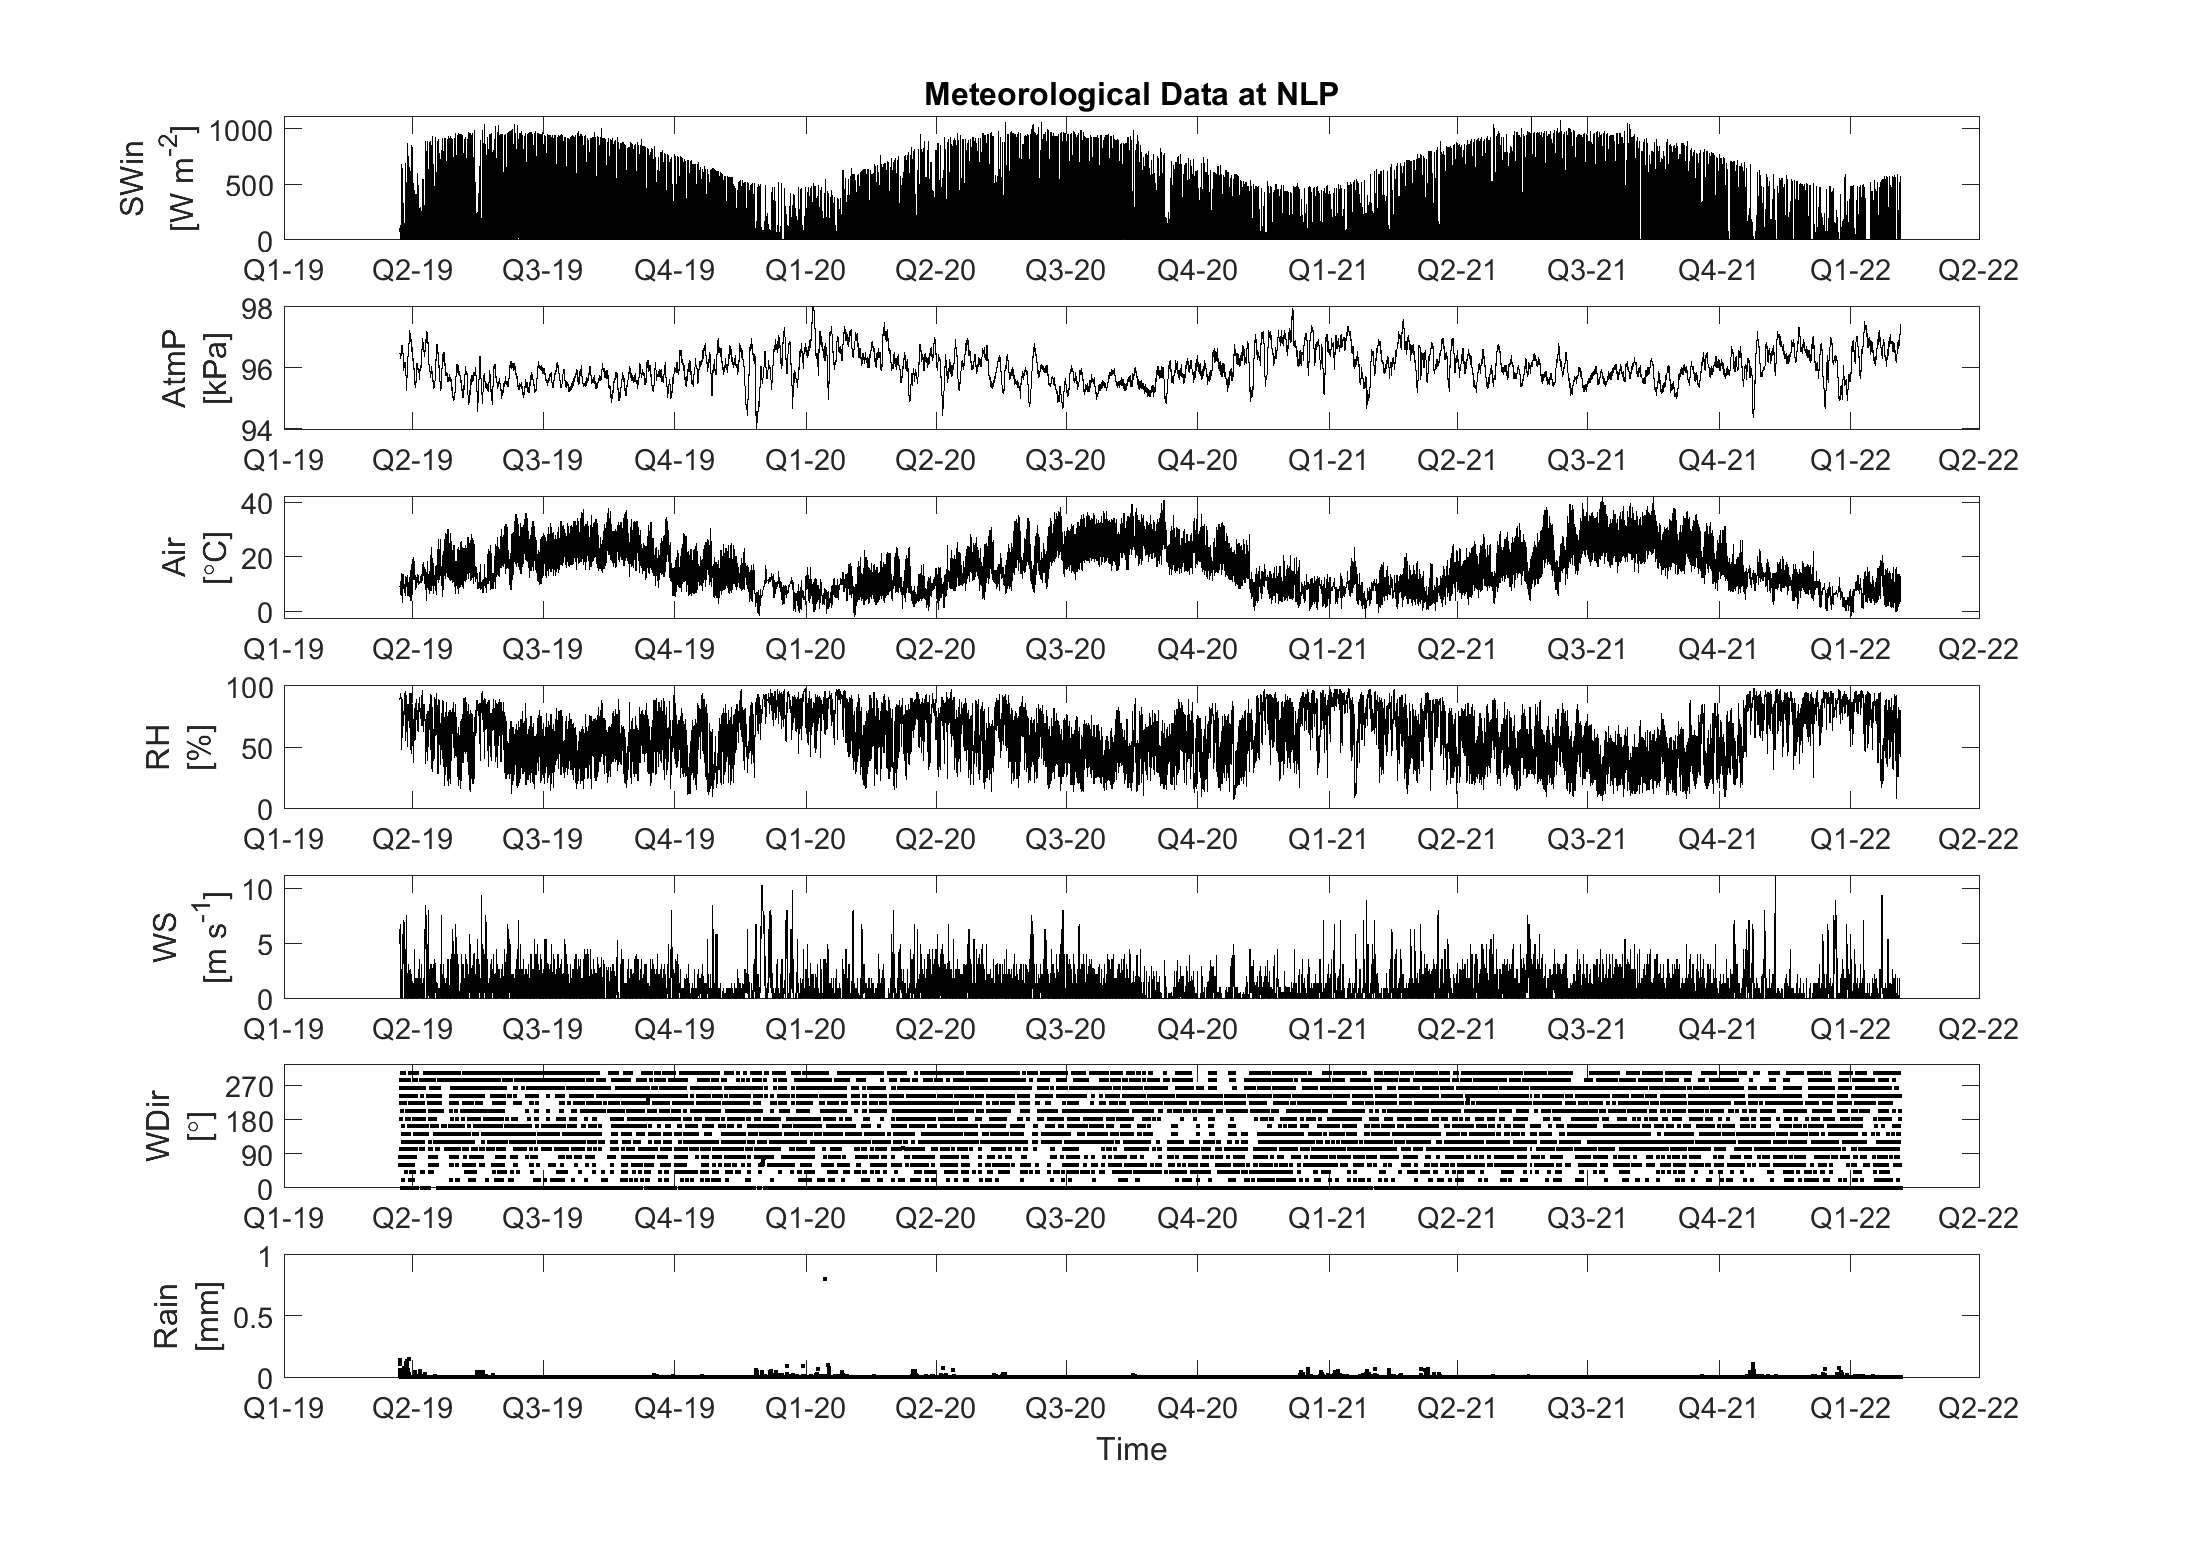 Meteorological Data at NLP
SWin
[W m-2]
1000
500
0
Q1-19 Q2-19 Q3-19 Q4-19 Q1-20 Q2-20 Q3-20 Q4-20 Q1-21 Q2-21 Q3-21 Q4-21 Q1-22 Q2-22
AtmP
[kPa]
98
96
94
Q1-19 Q2-19 Q3-19 Q4-19 Q1-20 Q2-20 Q3-20 Q4-20 Q1-21 Q2-21 Q3-21 Q4-21 Q1-22 Q2-22
Air
[°C]
40
20
0
Q1-19 Q2-19 Q3-19 Q4-19 Q1-20 Q2-20 Q3-20 Q4-20 Q1-21 Q2-21 Q3-21 Q4-21 Q1-22 Q2-22
RH
[%]
100
50
0
Q1-19 Q2-19 Q3-19 Q4-19 Q1-20 Q2-20 Q3-20 Q4-20 Q1-21 Q2-21 Q3-21 Q4-21 Q1-22 Q2-22
WS
[m s-1]
10
5
0
Q1-19 Q2-19 Q3-19 Q4-19 Q1-20 Q2-20 Q3-20 Q4-20 Q1-21 Q2-21 Q3-21 Q4-21 Q1-22 Q2-22
WDir
[°]
270
180
90
0
Q1-19 Q2-19 Q3-19 Q4-19 Q1-20 Q2-20 Q3-20 Q4-20 Q1-21 Q2-21 Q3-21 Q4-21 Q1-22 Q2-22
Rain
[mm]
1
0.5
0
Q1-19 Q2-19 Q3-19 Q4-19 Q1-20 Q2-20 Q3-20 Q4-20 Q1-21 Q2-21 Q3-21 Q4-21 Q1-22 Q2-22
Time